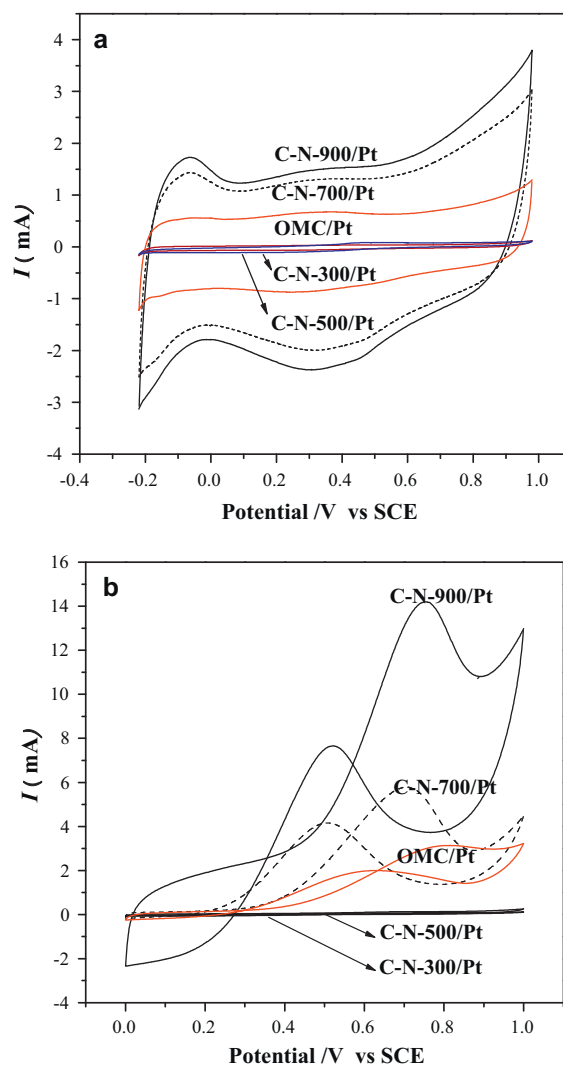 a
4
3
2
1
0
-1
-2
-3
-4
I ( mA)
C-N-900/Pt
C-N-700/Pt
OMC/Pt
C-N-300/Pt
C-N-500/Pt
-0.4 -0.2 0.0 0.2 0.4 0.6 0.8 1.0
Potential /V vs SCE
b
16
14
12
10
8
6
4
2
0
-2
-4
I ( mA)
C-N-900/Pt
C-N-700/Pt
OMC/Pt
C-N-500/Pt
C-N-300/Pt
0.0 0.2 0.4 0.6 0.8 1.0
Potential /V vs SCE